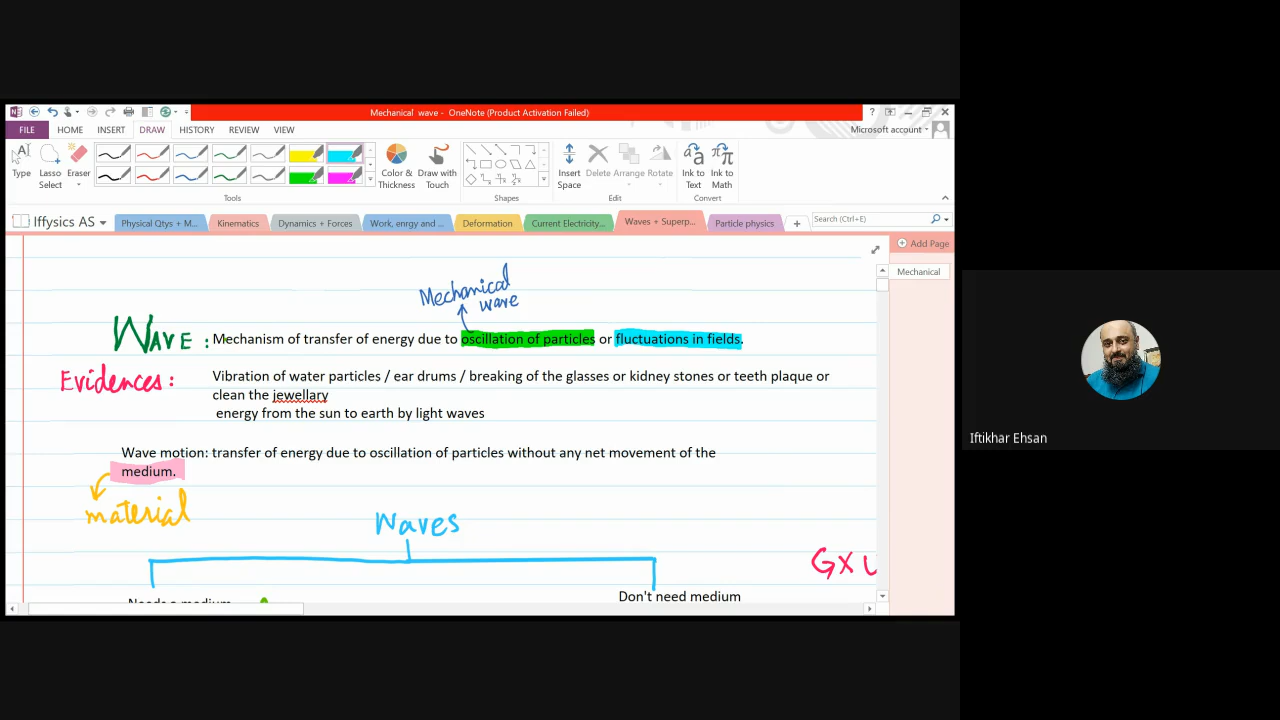 Mechanical wave - OneNote (Product Activation Failed)
?
FILE HOME INSERT DRAW HISTORY REVIEW VIEW
Microsoft account
Type
Lasso Select
Eraser
Color & Thickness
Draw with Touch
Insert Space
Delete
Arrange
Rotate
Ink to Text
Ink to Math
Tools
Shapes
Edit
Convert
Iffysics AS
Physical Qtys + M...
Kinematics
Dynamics + Forces
Work, enrgy and ...
Deformation
Current Electricity...
Waves + Superp...
Particle physics
Search (Ctrl+E)
Add Page
Mechanical
Mechanical
wave
WAVE : Mechanism of transfer of energy due to oscillation of particles or fluctuations in fields.
Evidences : Vibration of water particles / ear drums / breaking of the glasses or kidney stones or teeth plaque or
clean the jewellary
energy from the sun to earth by light waves
Wave motion: transfer of energy due to oscillation of particles without any net movement of the
medium.
material
Waves
Needs a medium
Don't need medium
Iftikhar Ehsan